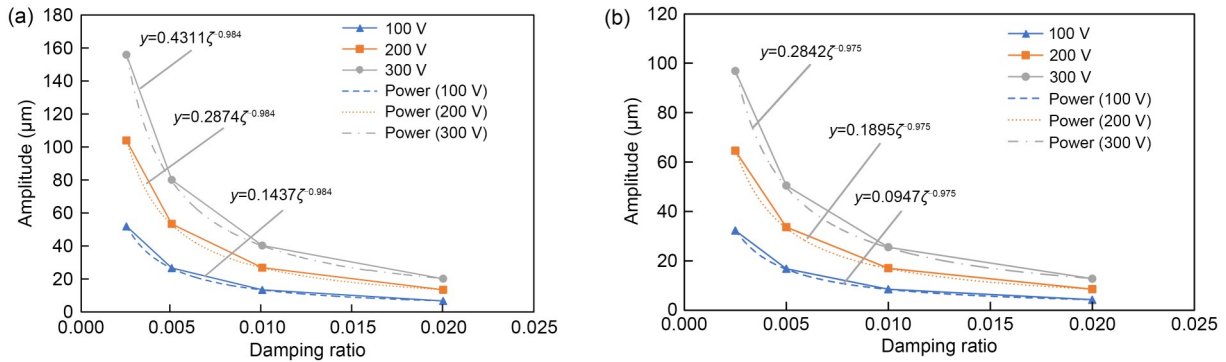 (a)
180
160
140
120
100
80
60
40
20
0
Amplitude (μm)
y=0.4311ζ^-0.984
y=0.2874ζ^-0.984
y=0.1437ζ^-0.984
100 V
200 V
300 V
Power (100 V)
Power (200 V)
Power (300 V)
0.000 0.005 0.010 0.015 0.020 0.025
Damping ratio
(b)
120
100
80
60
40
20
0
Amplitude (μm)
y=0.2842ζ^-0.975
y=0.1895ζ^-0.975
y=0.0947ζ^-0.975
100 V
200 V
300 V
Power (100 V)
Power (200 V)
Power (300 V)
0.000 0.005 0.010 0.015 0.020 0.025
Damping ratio